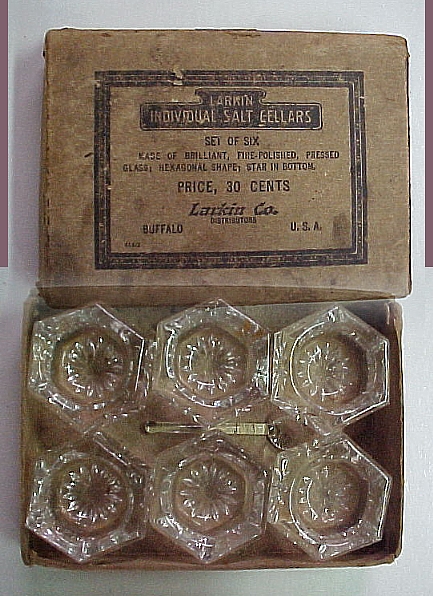 LARKIN
INDIVIDUAL SALT CELLARS
SET OF SIX
MADE OF BRILLIANT, FIRE-POLISHED, PRESSED
GLASS; HEXAGONAL SHAPE; STAR IN BOTTOM.
PRICE, 30 CENTS
Larkin Co.
DISTRIBUTORS
BUFFALO U. S. A.